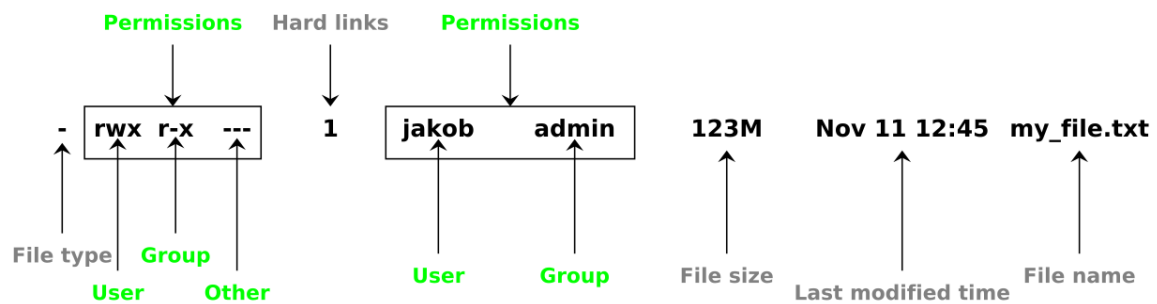 Permissions Hard links Permissions
- rwx r-x --- 1 jakob admin 123M Nov 11 12:45 my_file.txt
File type Group User Group File size File name
User Other Last modified time